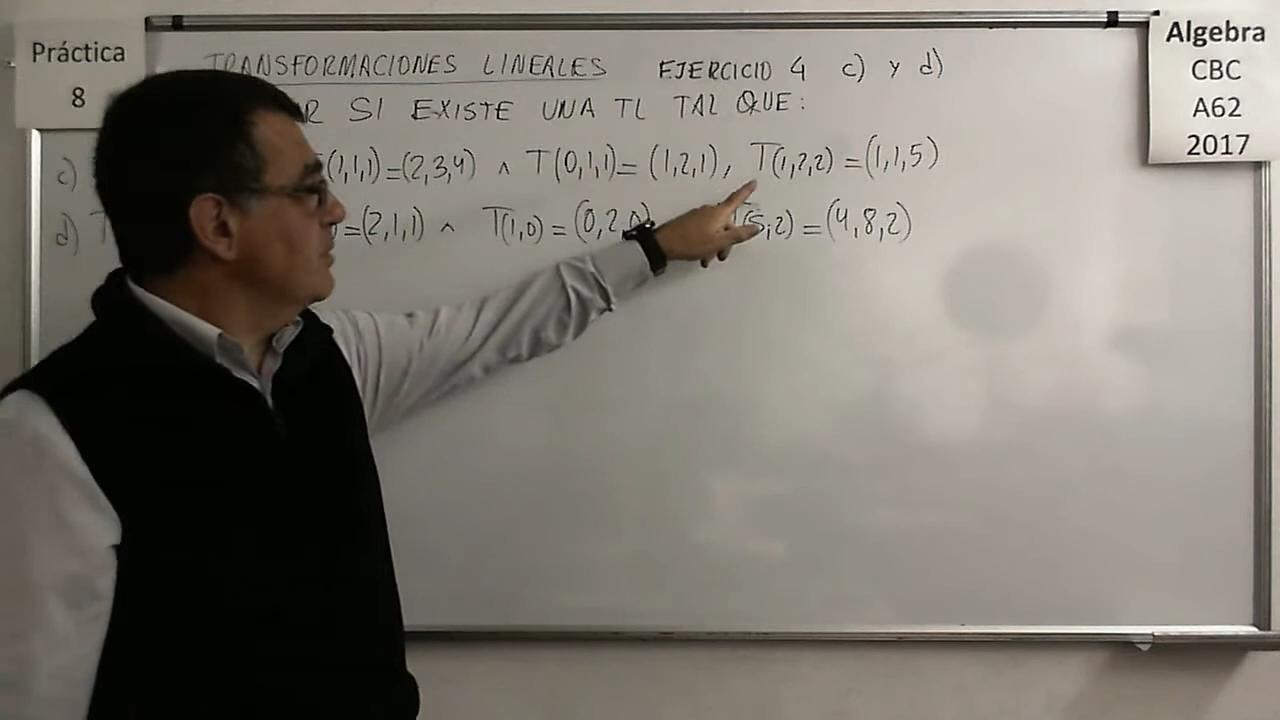 Práctica
8
TRANSFORMACIONES LINEALES EJERCICIO 4 c) y d)
R SI EXISTE UNA TL TAL QUE:
c) (1,1,1)=(2,3,4) ∧ T(0,1,1)=(1,2,1), T(1,2,2)=(1,1,5)
d) T =(2,1,1) ∧ T(1,0)=(0,2,0) (5,2)=(4,8,2)
Algebra
CBC
A62
2017